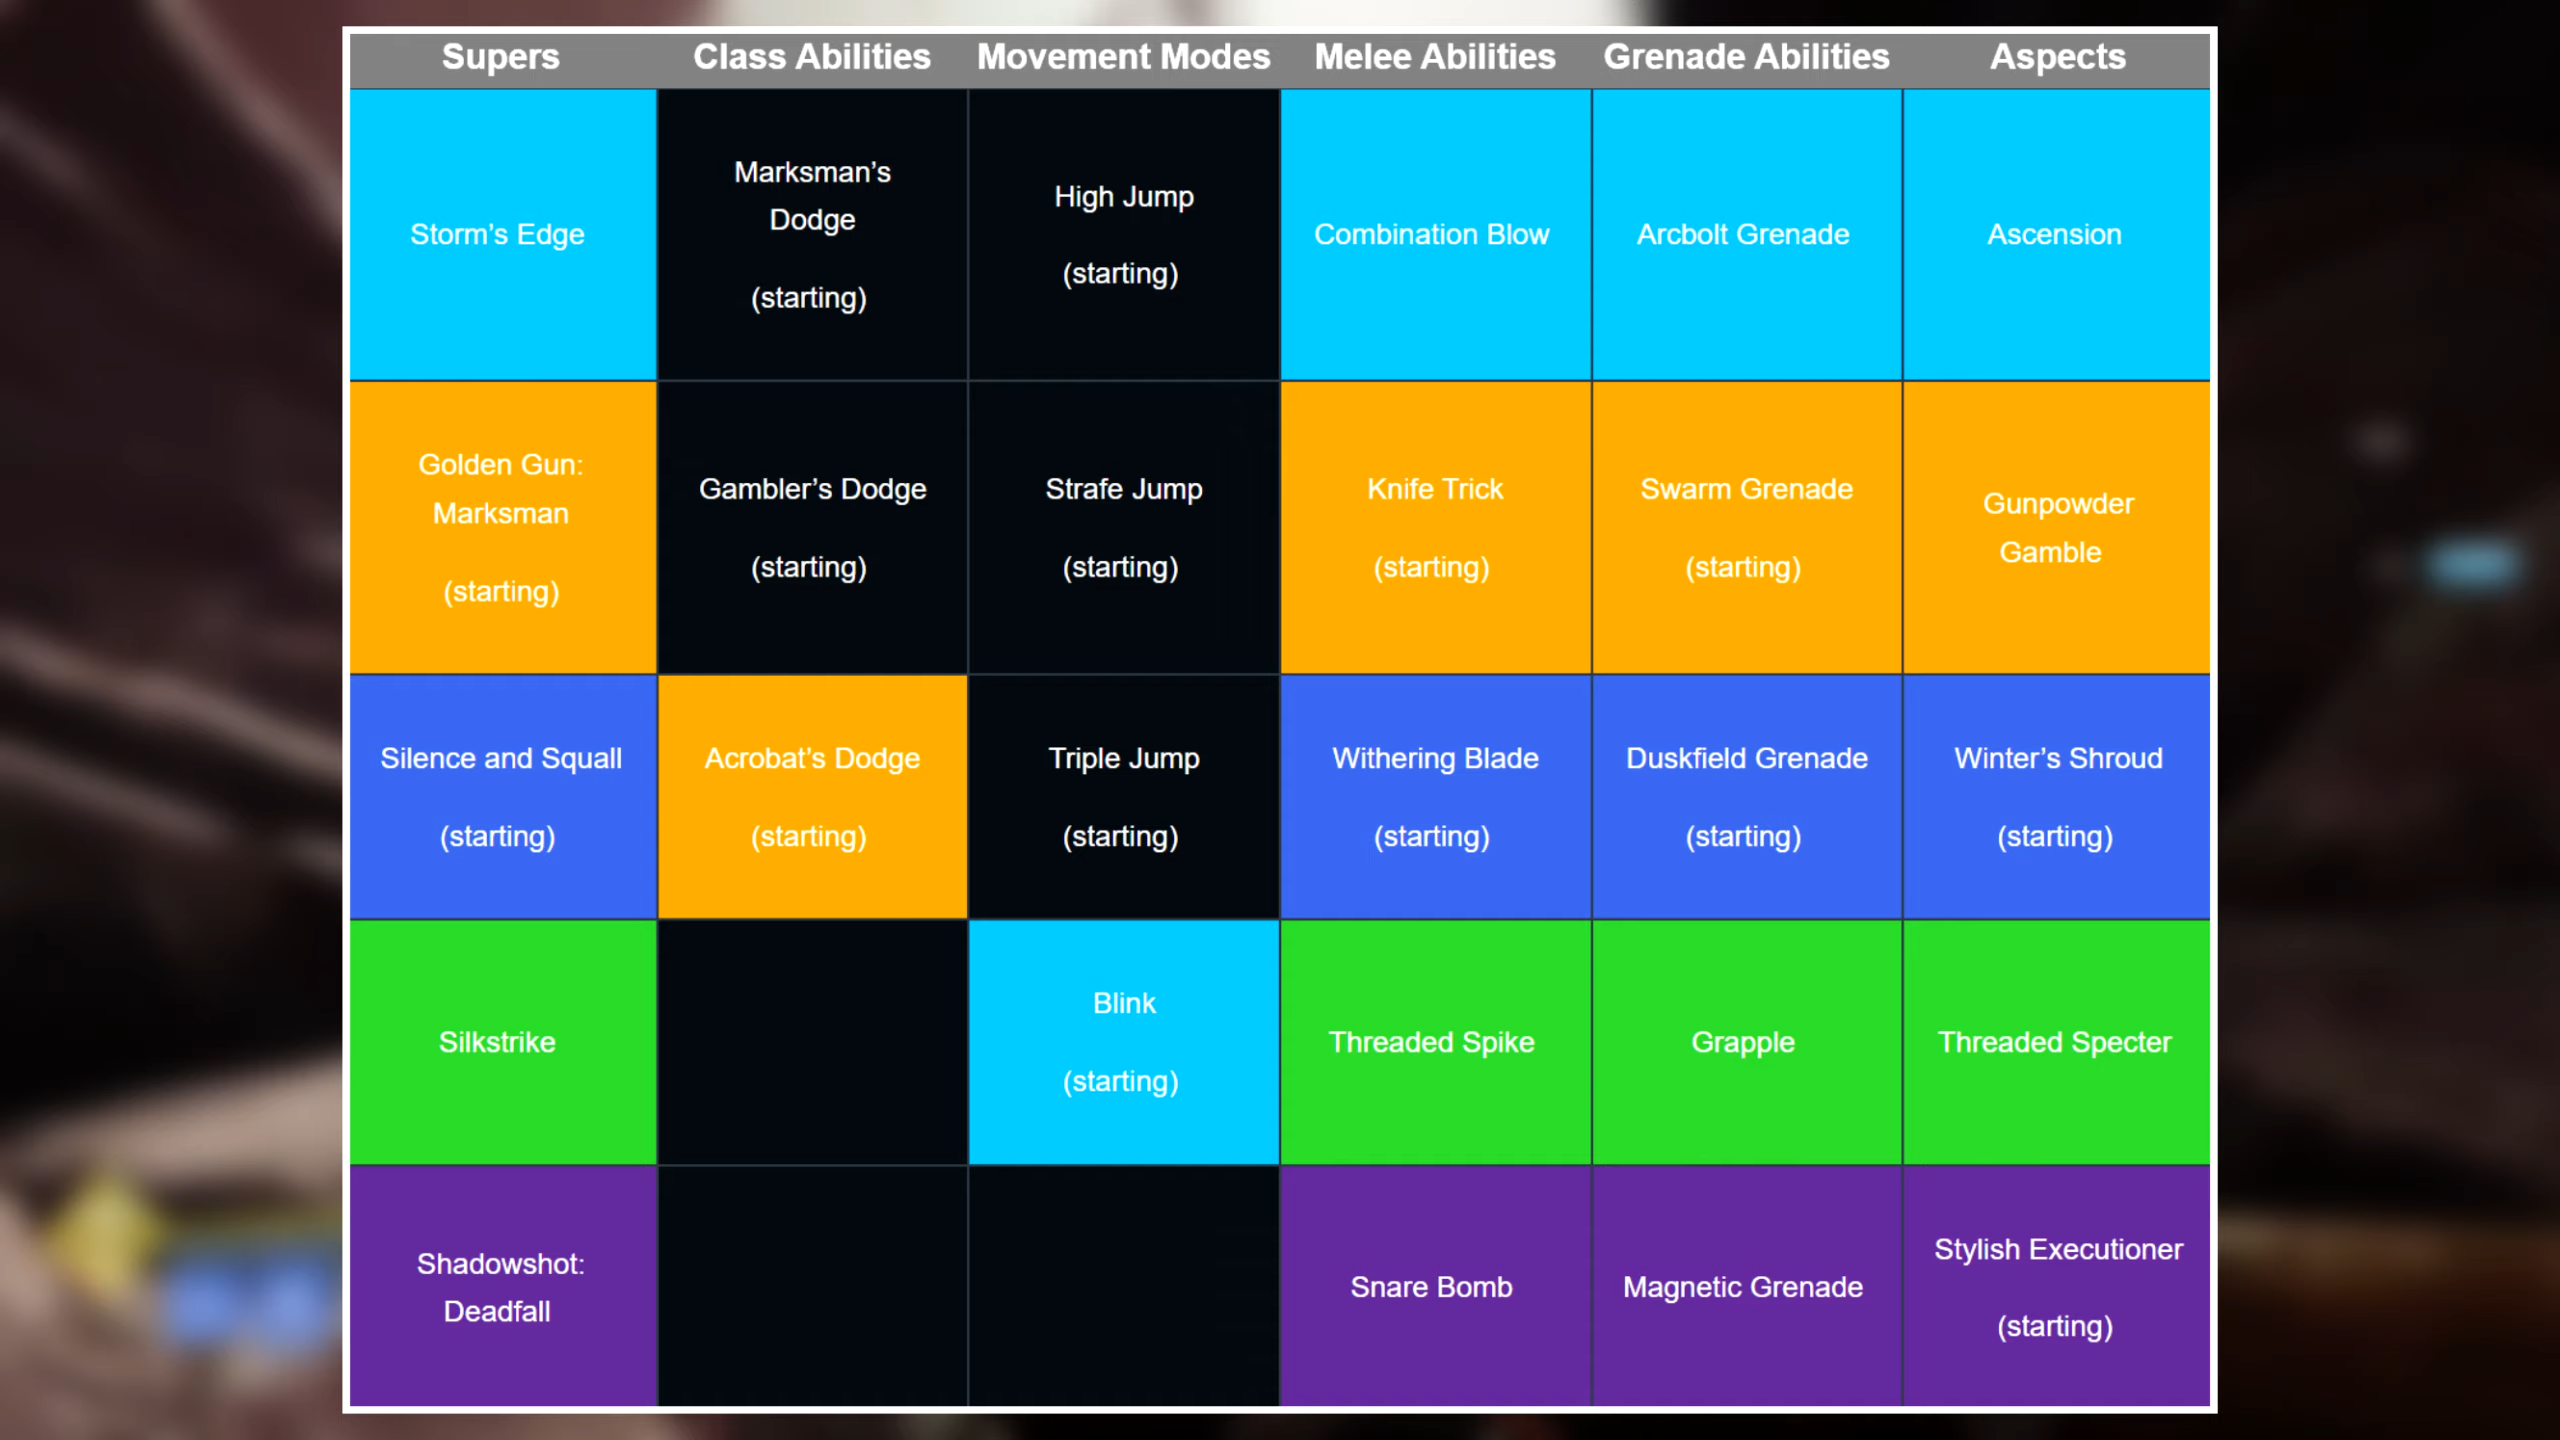 Supers Class Abilities Movement Modes Melee Abilities Grenade Abilities Aspects
Storm’s Edge
Marksman’s
Dodge
(starting)
High Jump
(starting)
Combination Blow
Arcbolt Grenade
Ascension
Golden Gun:
Marksman
(starting)
Gambler’s Dodge
(starting)
Strafe Jump
(starting)
Knife Trick
(starting)
Swarm Grenade
(starting)
Gunpowder
Gamble
Silence and Squall
(starting)
Acrobat’s Dodge
(starting)
Triple Jump
(starting)
Withering Blade
(starting)
Duskfield Grenade
(starting)
Winter’s Shroud
(starting)
Silkstrike
Blink
(starting)
Threaded Spike
Grapple
Threaded Specter
Shadowshot:
Deadfall
Snare Bomb
Magnetic Grenade
Stylish Executioner
(starting)